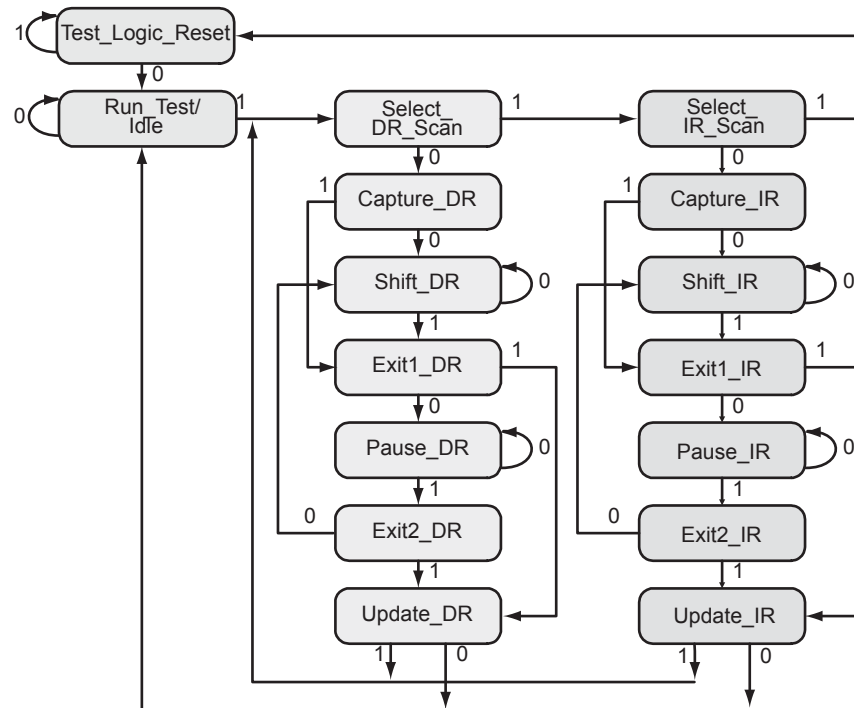 1
Test_Logic_Reset
0
0
Run_Test/
Idle
1
Select_
DR_Scan
1
Select_
IR_Scan
1
0
0
1
Capture_DR
1
Capture_IR
0
0
Shift_DR
0
Shift_IR
0
1
1
Exit1_DR
1
Exit1_IR
1
0
0
Pause_DR
0
Pause_IR
0
1
1
0
Exit2_DR
0
Exit2_IR
1
1
Update_DR
Update_IR
1
0
1
0